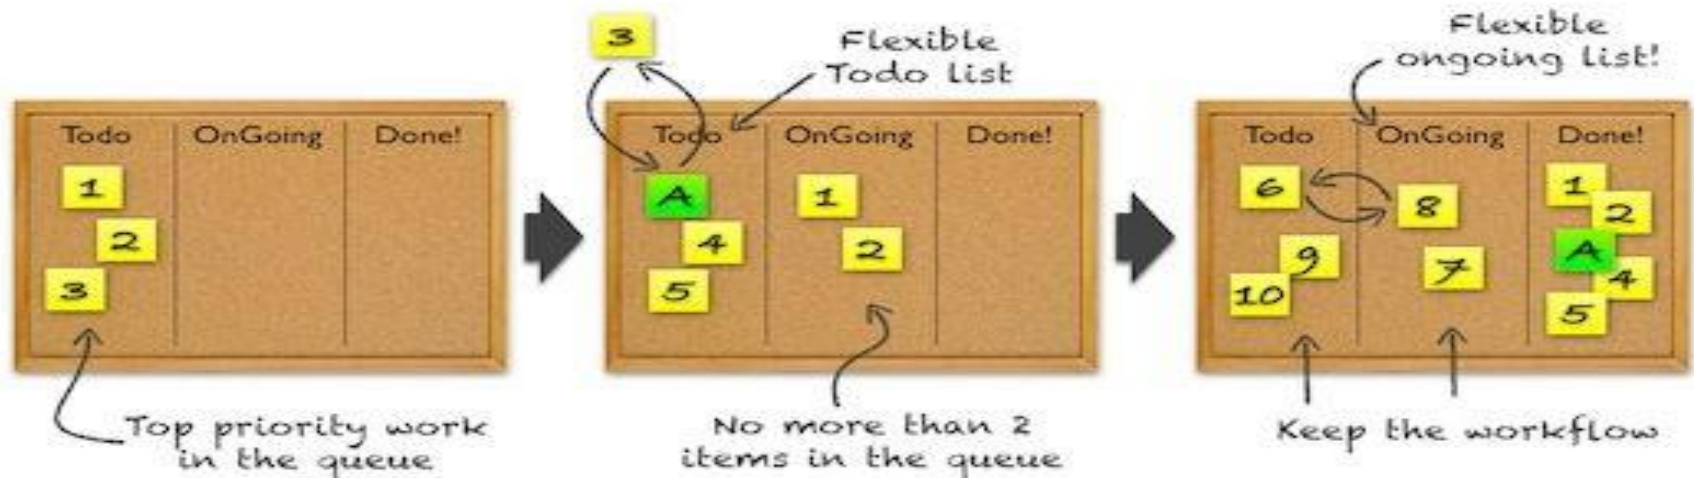 Todo OnGoing Done!
1
2
3
Top priority work
in the queue
3
Flexible
Todo list
Todo OnGoing Done!
A 1
4 2
5
No more than 2
items in the queue
Flexible
ongoing list!
Todo OnGoing Done!
6 8 1
2
9 7 A
10 4
5
Keep the workflow